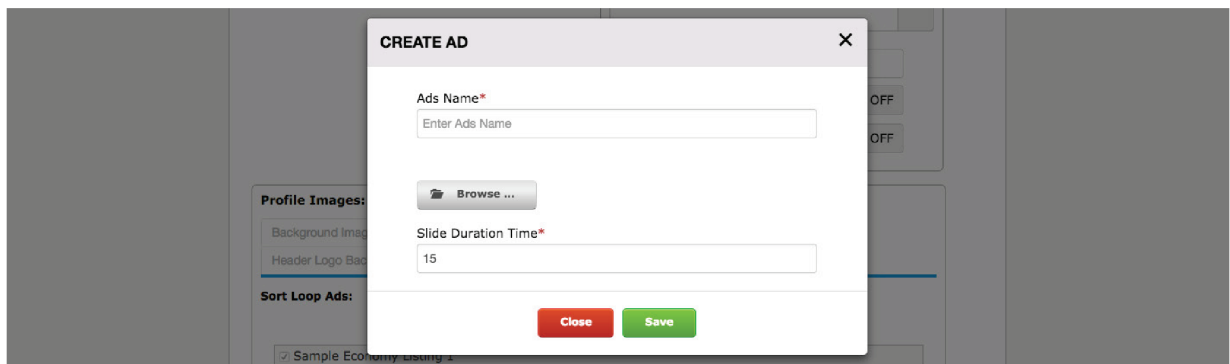 CREATE AD
Ads Name*
Enter Ads Name
OFF
OFF
Browse ...
Profile Images:
Background Imag
Slide Duration Time*
Header Logo Bac
15
Sort Loop Ads:
Close
Save
Sample Economy Listing 1